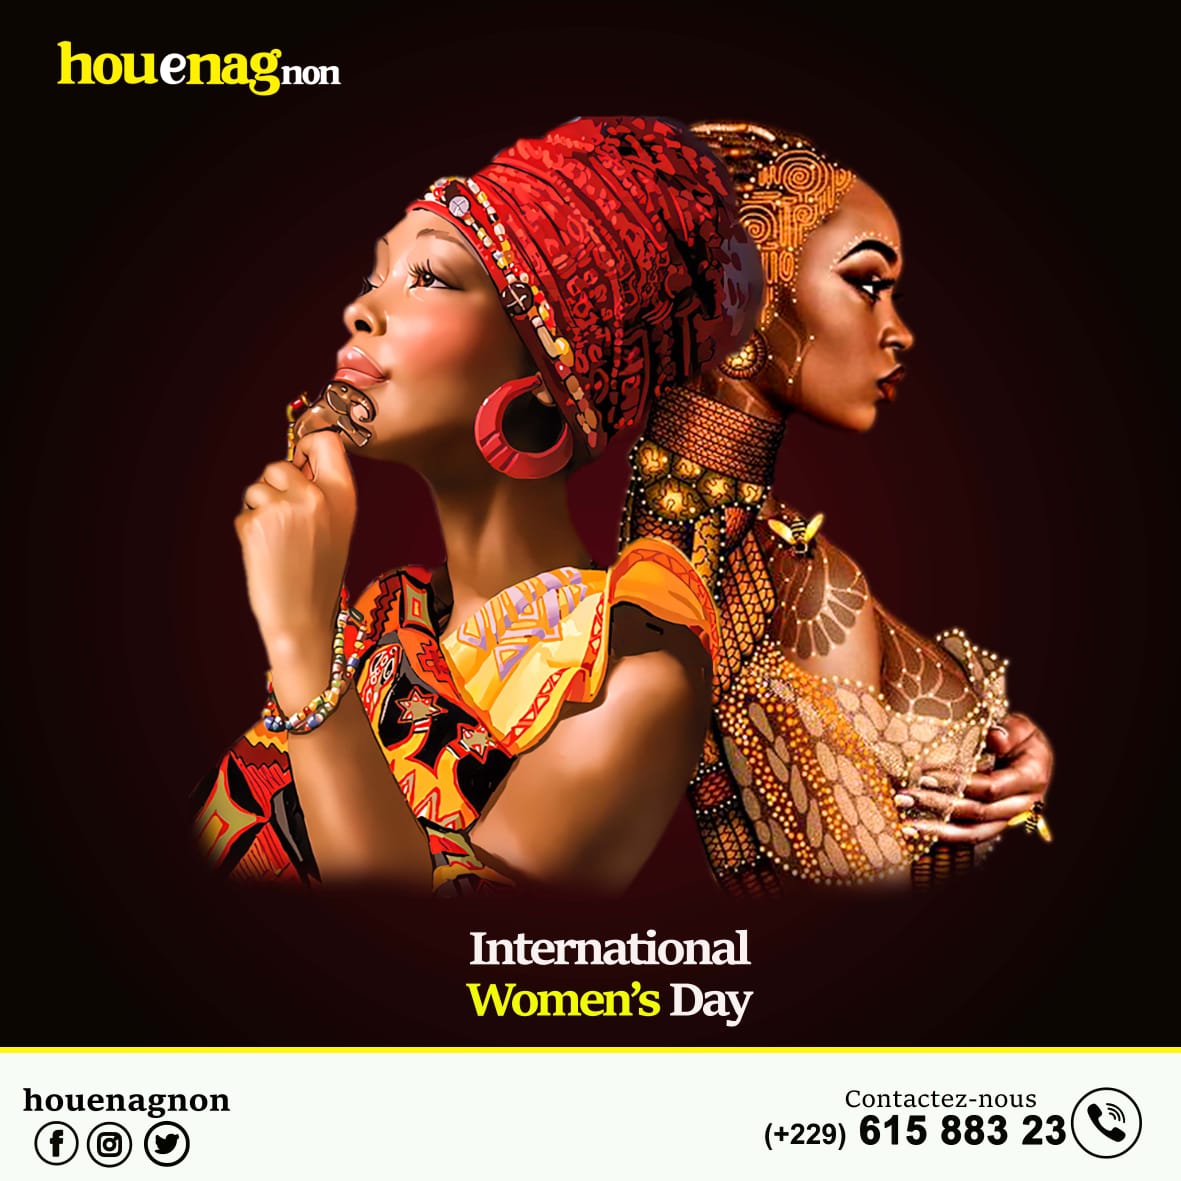 houenagnon
International
Women's Day
houenagnon
Contactez-nous
(+229) 615 883 23